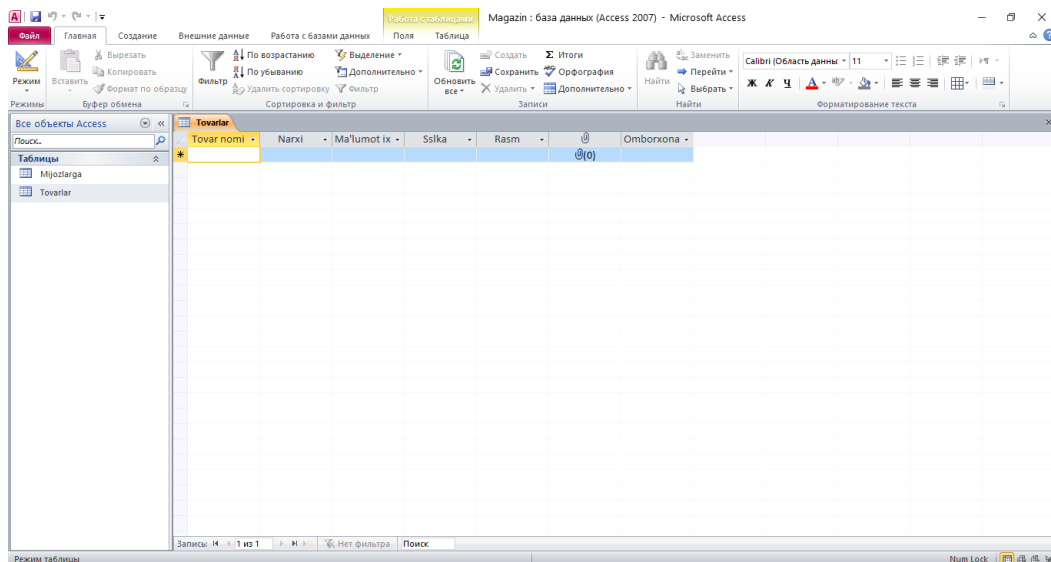 Работа с таблицами
Magazin : база данных (Access 2007) - Microsoft Access
Файл Главная Создание Внешние данные Работа с базами данных Поля Таблица
Режим
Вставить
Вырезать
Копировать
Формат по образцу
Фильтр
По возрастанию
По убыванию
Удалить сортировку
Выделение
Дополнительно
Фильтр
Обновить все
Создать
Сохранить
Удалить
Итоги
Орфография
Дополнительно
Найти
Заменить
Перейти
Выбрать
Calibri (Область данны 11
Ж К Ч А
Режимы Буфер обмена Сортировка и фильтр Записи Найти Форматирование текста
Все объекты Access
Поиск...
Таблицы
Mijozlarga
Tovarlar
Tovarlar
Tovar nomi Narxi Ma'lumot ix Sslka Rasm Omborxona
(0)
Запись: 1 из 1 Нет фильтра Поиск
Режим таблицы Num Lock